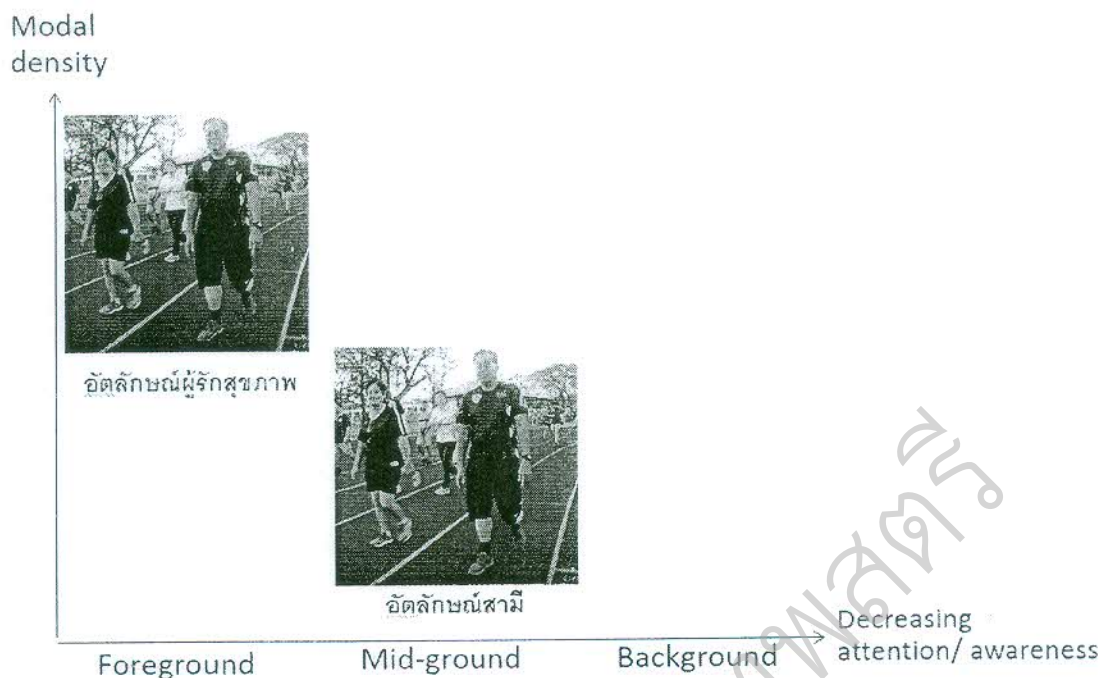 Modal
density
อัตลักษณ์ผู้รักสุขภาพ
อัตลักษณ์สามี
Foreground
Mid-ground
Background
Decreasing
attention/ awareness